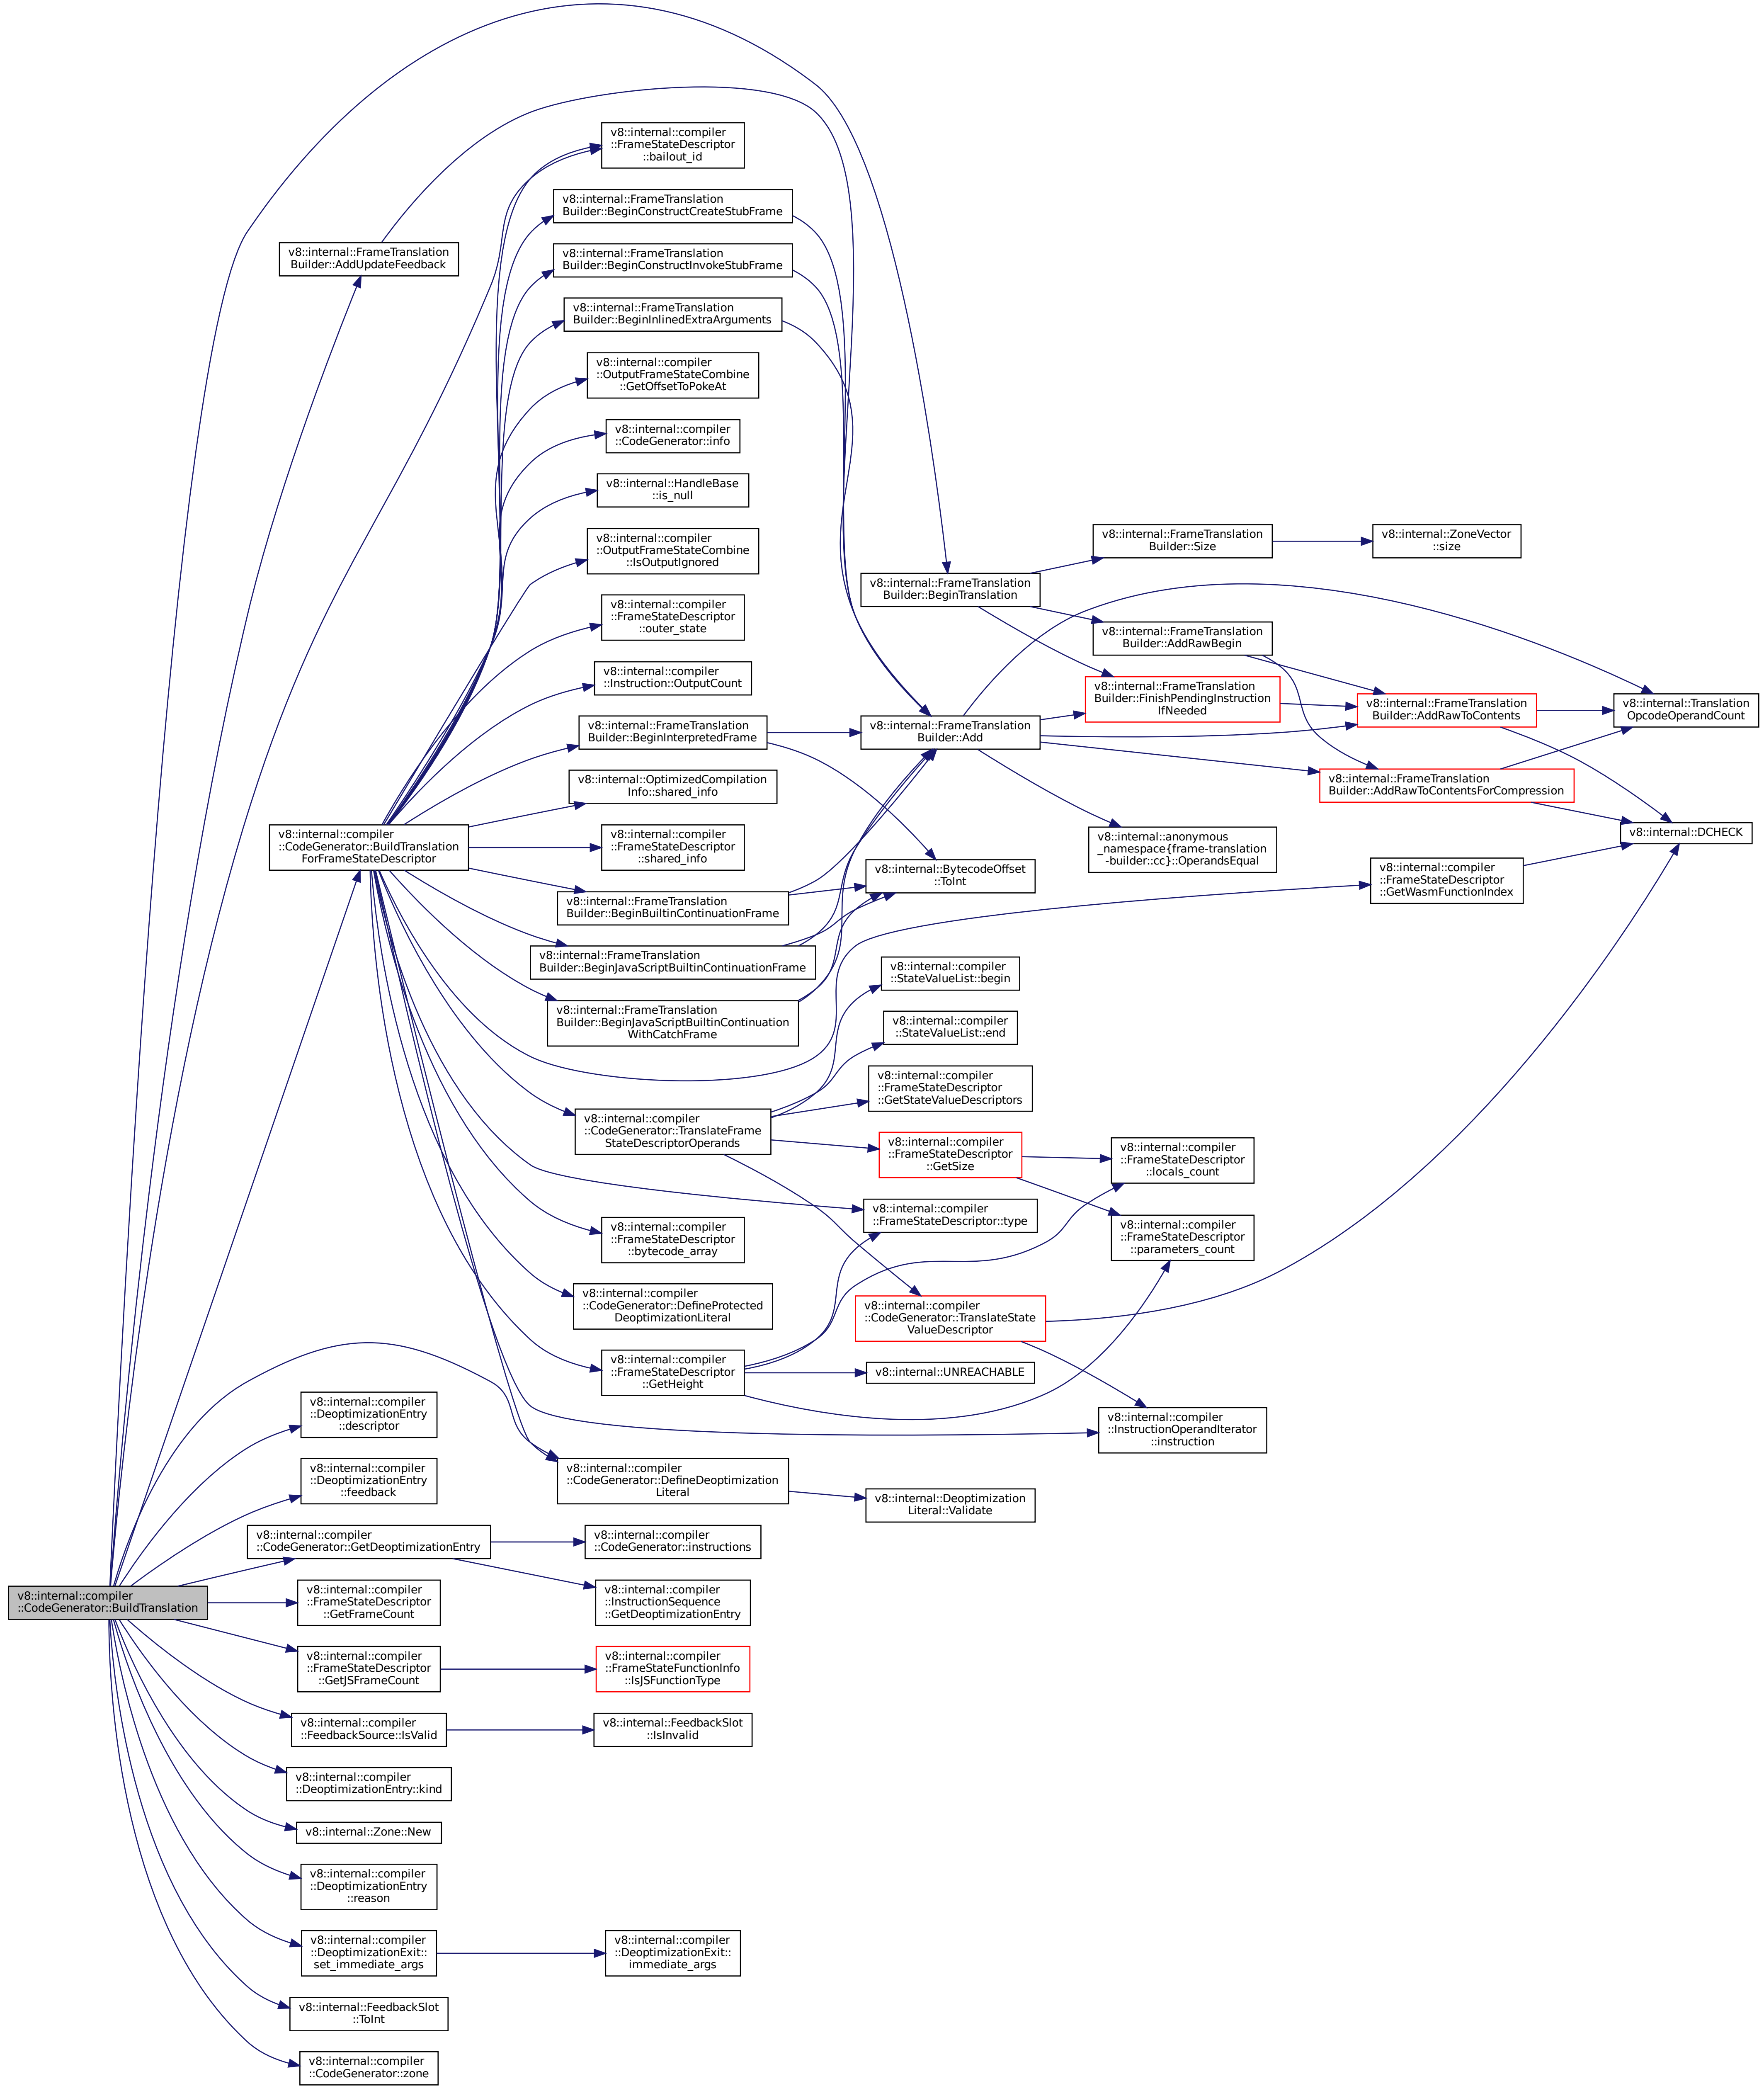 v8::internal::compiler
::FrameStateDescriptor
::bailout_id
v8::internal::FrameTranslation
Builder::BeginConstructCreateStubFrame
v8::internal::FrameTranslation
Builder::AddUpdateFeedback
v8::internal::FrameTranslation
Builder::BeginConstructInvokeStubFrame
v8::internal::FrameTranslation
Builder::BeginInlinedExtraArguments
v8::internal::compiler
::OutputFrameStateCombine
::GetOffsetToPokeAt
v8::internal::compiler
::CodeGenerator::info
v8::internal::HandleBase
::is_null
v8::internal::compiler
::OutputFrameStateCombine
::IsOutputIgnored
v8::internal::FrameTranslation
Builder::Size
v8::internal::ZoneVector
::size
v8::internal::FrameTranslation
Builder::BeginTranslation
v8::internal::compiler
::FrameStateDescriptor
::outer_state
v8::internal::FrameTranslation
Builder::AddRawBegin
v8::internal::compiler
::Instruction::OutputCount
v8::internal::FrameTranslation
Builder::FinishPendingInstruction
IfNeeded
v8::internal::FrameTranslation
Builder::AddRawToContents
v8::internal::Translation
OpcodeOperandCount
v8::internal::FrameTranslation
Builder::BeginInterpretedFrame
v8::internal::FrameTranslation
Builder::Add
v8::internal::OptimizedCompilation
Info::shared_info
v8::internal::FrameTranslation
Builder::AddRawToContentsForCompression
v8::internal::compiler
::CodeGenerator::BuildTranslation
ForFrameStateDescriptor
v8::internal::compiler
::FrameStateDescriptor
::shared_info
v8::internal::anonymous
_namespace{frame-translation
-builder::cc}::OperandsEqual
v8::internal::DCHECK
v8::internal::BytecodeOffset
::ToInt
v8::internal::compiler
::FrameStateDescriptor
::GetWasmFunctionIndex
v8::internal::FrameTranslation
Builder::BeginBuiltinContinuationFrame
v8::internal::FrameTranslation
Builder::BeginJavaScriptBuiltinContinuationFrame
v8::internal::compiler
::StateValueList::begin
v8::internal::FrameTranslation
Builder::BeginJavaScriptBuiltinContinuation
WithCatchFrame
v8::internal::compiler
::StateValueList::end
v8::internal::compiler
::FrameStateDescriptor
::GetStateValueDescriptors
v8::internal::compiler
::CodeGenerator::TranslateFrame
StateDescriptorOperands
v8::internal::compiler
::FrameStateDescriptor
::GetSize
v8::internal::compiler
::FrameStateDescriptor
::locals_count
v8::internal::compiler
::FrameStateDescriptor::type
v8::internal::compiler
::FrameStateDescriptor
::parameters_count
v8::internal::compiler
::FrameStateDescriptor
::bytecode_array
v8::internal::compiler
::CodeGenerator::DefineProtected
DeoptimizationLiteral
v8::internal::compiler
::CodeGenerator::TranslateState
ValueDescriptor
v8::internal::compiler
::FrameStateDescriptor
::GetHeight
v8::internal::UNREACHABLE
v8::internal::compiler
::DeoptimizationEntry
::descriptor
v8::internal::compiler
::InstructionOperandIterator
::instruction
v8::internal::compiler
::DeoptimizationEntry
::feedback
v8::internal::compiler
::CodeGenerator::DefineDeoptimization
Literal
v8::internal::Deoptimization
Literal::Validate
v8::internal::compiler
::CodeGenerator::GetDeoptimizationEntry
v8::internal::compiler
::CodeGenerator::instructions
v8::internal::compiler
::CodeGenerator::BuildTranslation
v8::internal::compiler
::FrameStateDescriptor
::GetFrameCount
v8::internal::compiler
::InstructionSequence
::GetDeoptimizationEntry
v8::internal::compiler
::FrameStateDescriptor
::GetJSFrameCount
v8::internal::compiler
::FrameStateFunctionInfo
::IsJSFunctionType
v8::internal::compiler
::FeedbackSource::IsValid
v8::internal::FeedbackSlot
::IsInvalid
v8::internal::compiler
::DeoptimizationEntry::kind
v8::internal::Zone::New
v8::internal::compiler
::DeoptimizationEntry
::reason
v8::internal::compiler
::DeoptimizationExit::
set_immediate_args
v8::internal::compiler
::DeoptimizationExit::
immediate_args
v8::internal::FeedbackSlot
::ToInt
v8::internal::compiler
::CodeGenerator::zone